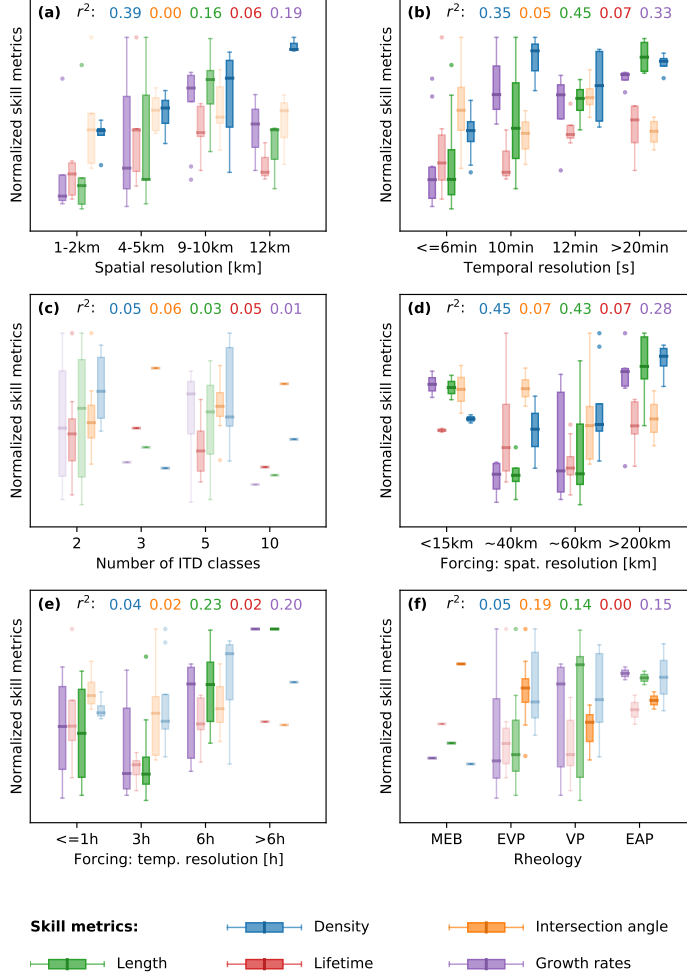 (a) r²: 0.39 0.00 0.16 0.06 0.19
Normalized skill metrics
1-2km 4-5km 9-10km 12km
Spatial resolution [km]
(b) r²: 0.35 0.05 0.45 0.07 0.33
Normalized skill metrics
<=6min 10min 12min >20min
Temporal resolution [s]
(c) r²: 0.05 0.06 0.03 0.05 0.01
Normalized skill metrics
2 3 5 10
Number of ITD classes
(d) r²: 0.45 0.07 0.43 0.07 0.28
Normalized skill metrics
<15km ~40km ~60km >200km
Forcing: spat. resolution [km]
(e) r²: 0.04 0.02 0.23 0.02 0.20
Normalized skill metrics
<=1h 3h 6h >6h
Forcing: temp. resolution [h]
(f) r²: 0.05 0.19 0.14 0.00 0.15
Normalized skill metrics
MEB EVP VP EAP
Rheology
Skill metrics: Density Intersection angle
Length Lifetime Growth rates